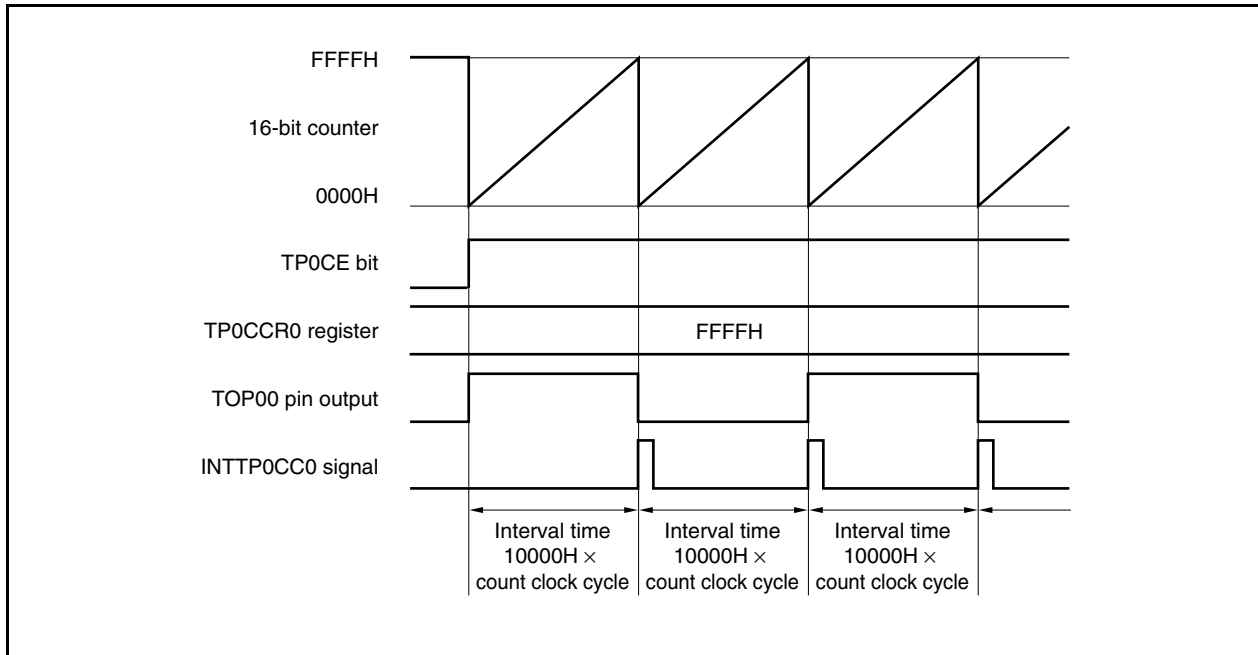 FFFFH
16-bit counter
0000H
TP0CE bit
TP0CCR0 register
FFFFH
TOP00 pin output
INTTP0CC0 signal
Interval time
10000H ×
count clock cycle
Interval time
10000H ×
count clock cycle
Interval time
10000H ×
count clock cycle